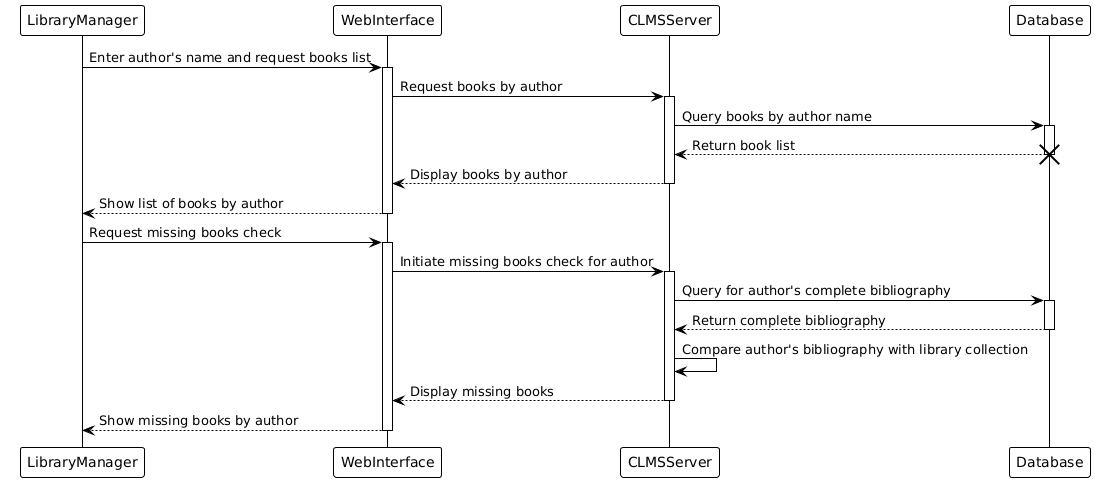 LibraryManager
WebInterface
CLMSServer
Database
Enter author's name and request books list
Request books by author
Query books by author name
Return book list
Display books by author
Show list of books by author
Request missing books check
Initiate missing books check for author
Query for author's complete bibliography
Return complete bibliography
Compare author's bibliography with library collection
Display missing books
Show missing books by author
LibraryManager
WebInterface
CLMSServer
Database